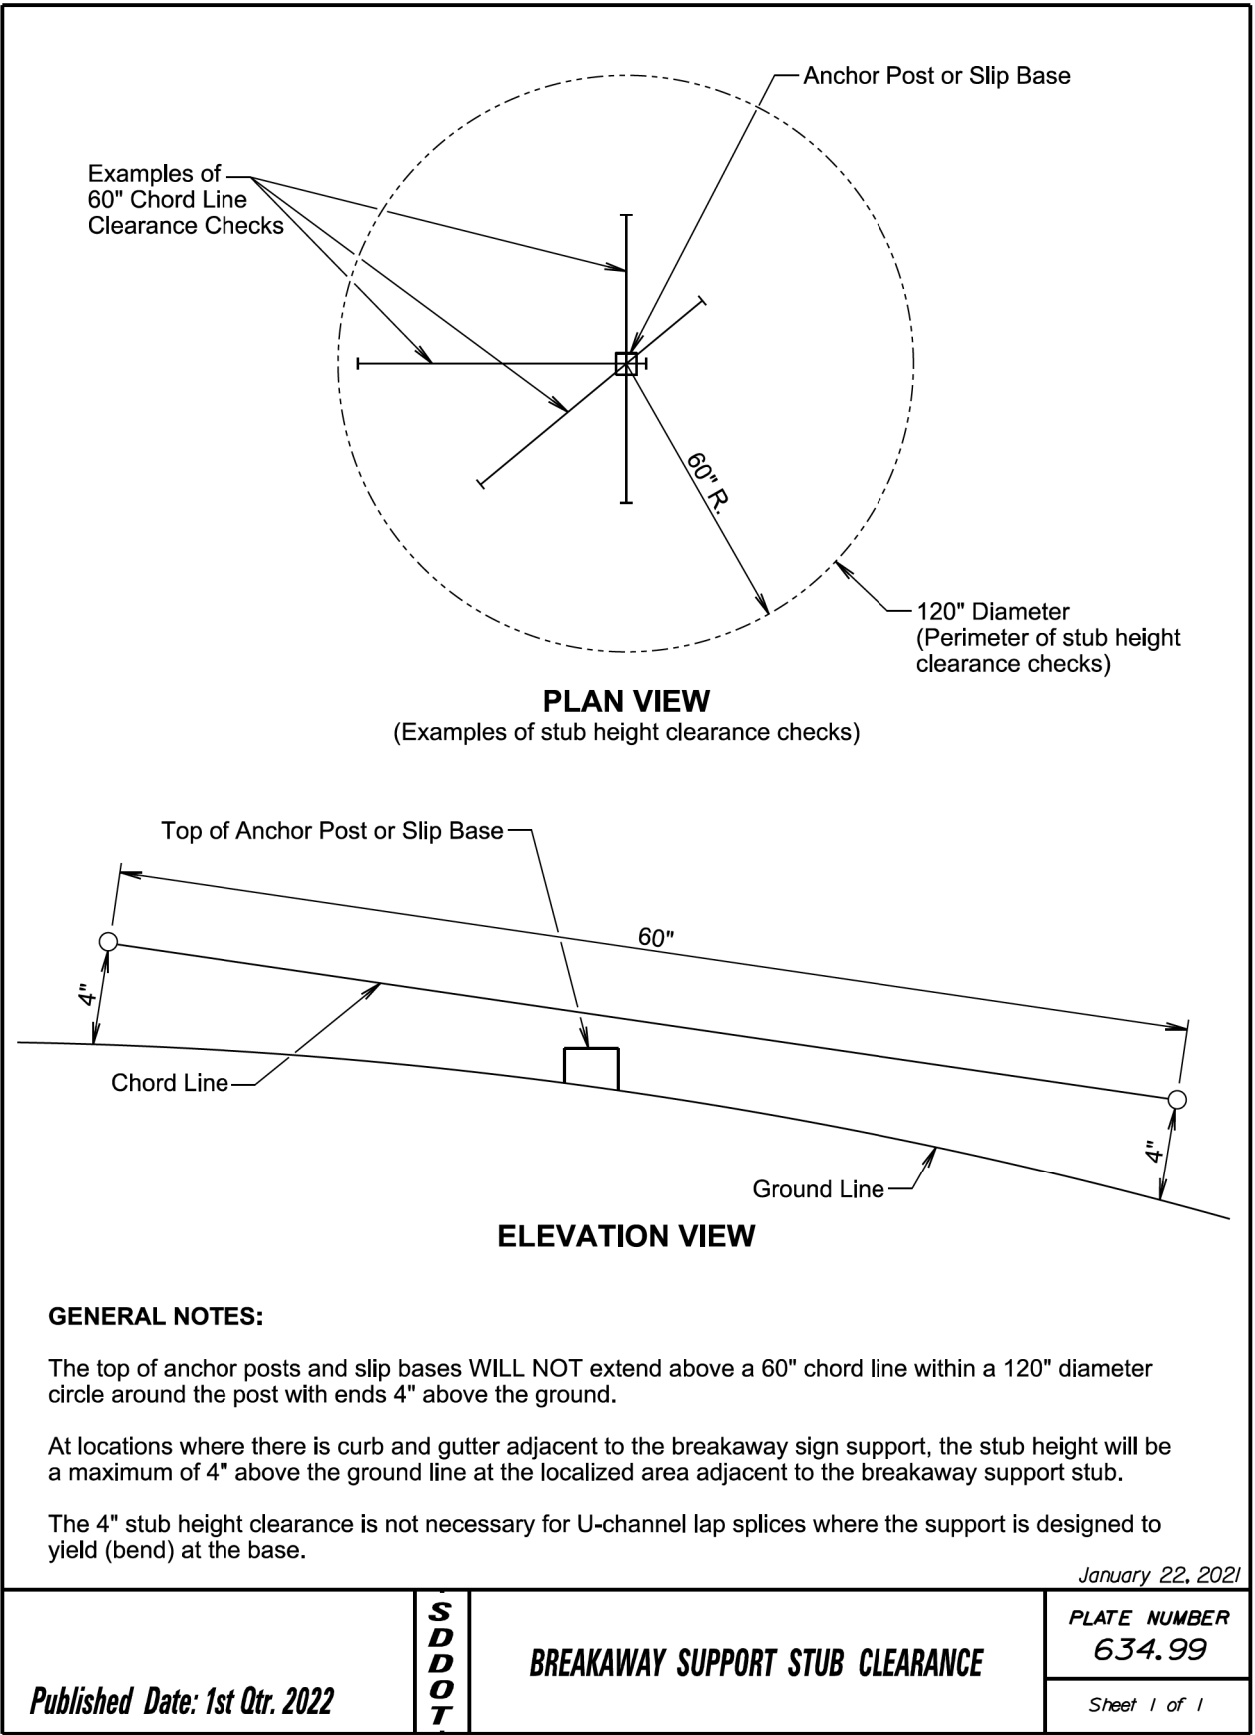 Anchor Post or Slip Base
Examples of
60" Chord Line
Clearance Checks
60" R.
120" Diameter
(Perimeter of stub height
clearance checks)
PLAN VIEW
(Examples of stub height clearance checks)
Top of Anchor Post or Slip Base
60"
4"
Chord Line
4"
Ground Line
ELEVATION VIEW
GENERAL NOTES:
The top of anchor posts and slip bases WILL NOT extend above a 60" chord line within a 120" diameter
circle around the post with ends 4" above the ground.
At locations where there is curb and gutter adjacent to the breakaway sign support, the stub height will be
a maximum of 4" above the ground line at the localized area adjacent to the breakaway support stub.
The 4" stub height clearance is not necessary for U-channel lap splices where the support is designed to
yield (bend) at the base.
January 22, 2021
Published Date: 1st Qtr. 2022
S
D
D
O
T
BREAKAWAY SUPPORT STUB CLEARANCE
PLATE NUMBER
634.99
Sheet 1 of 1